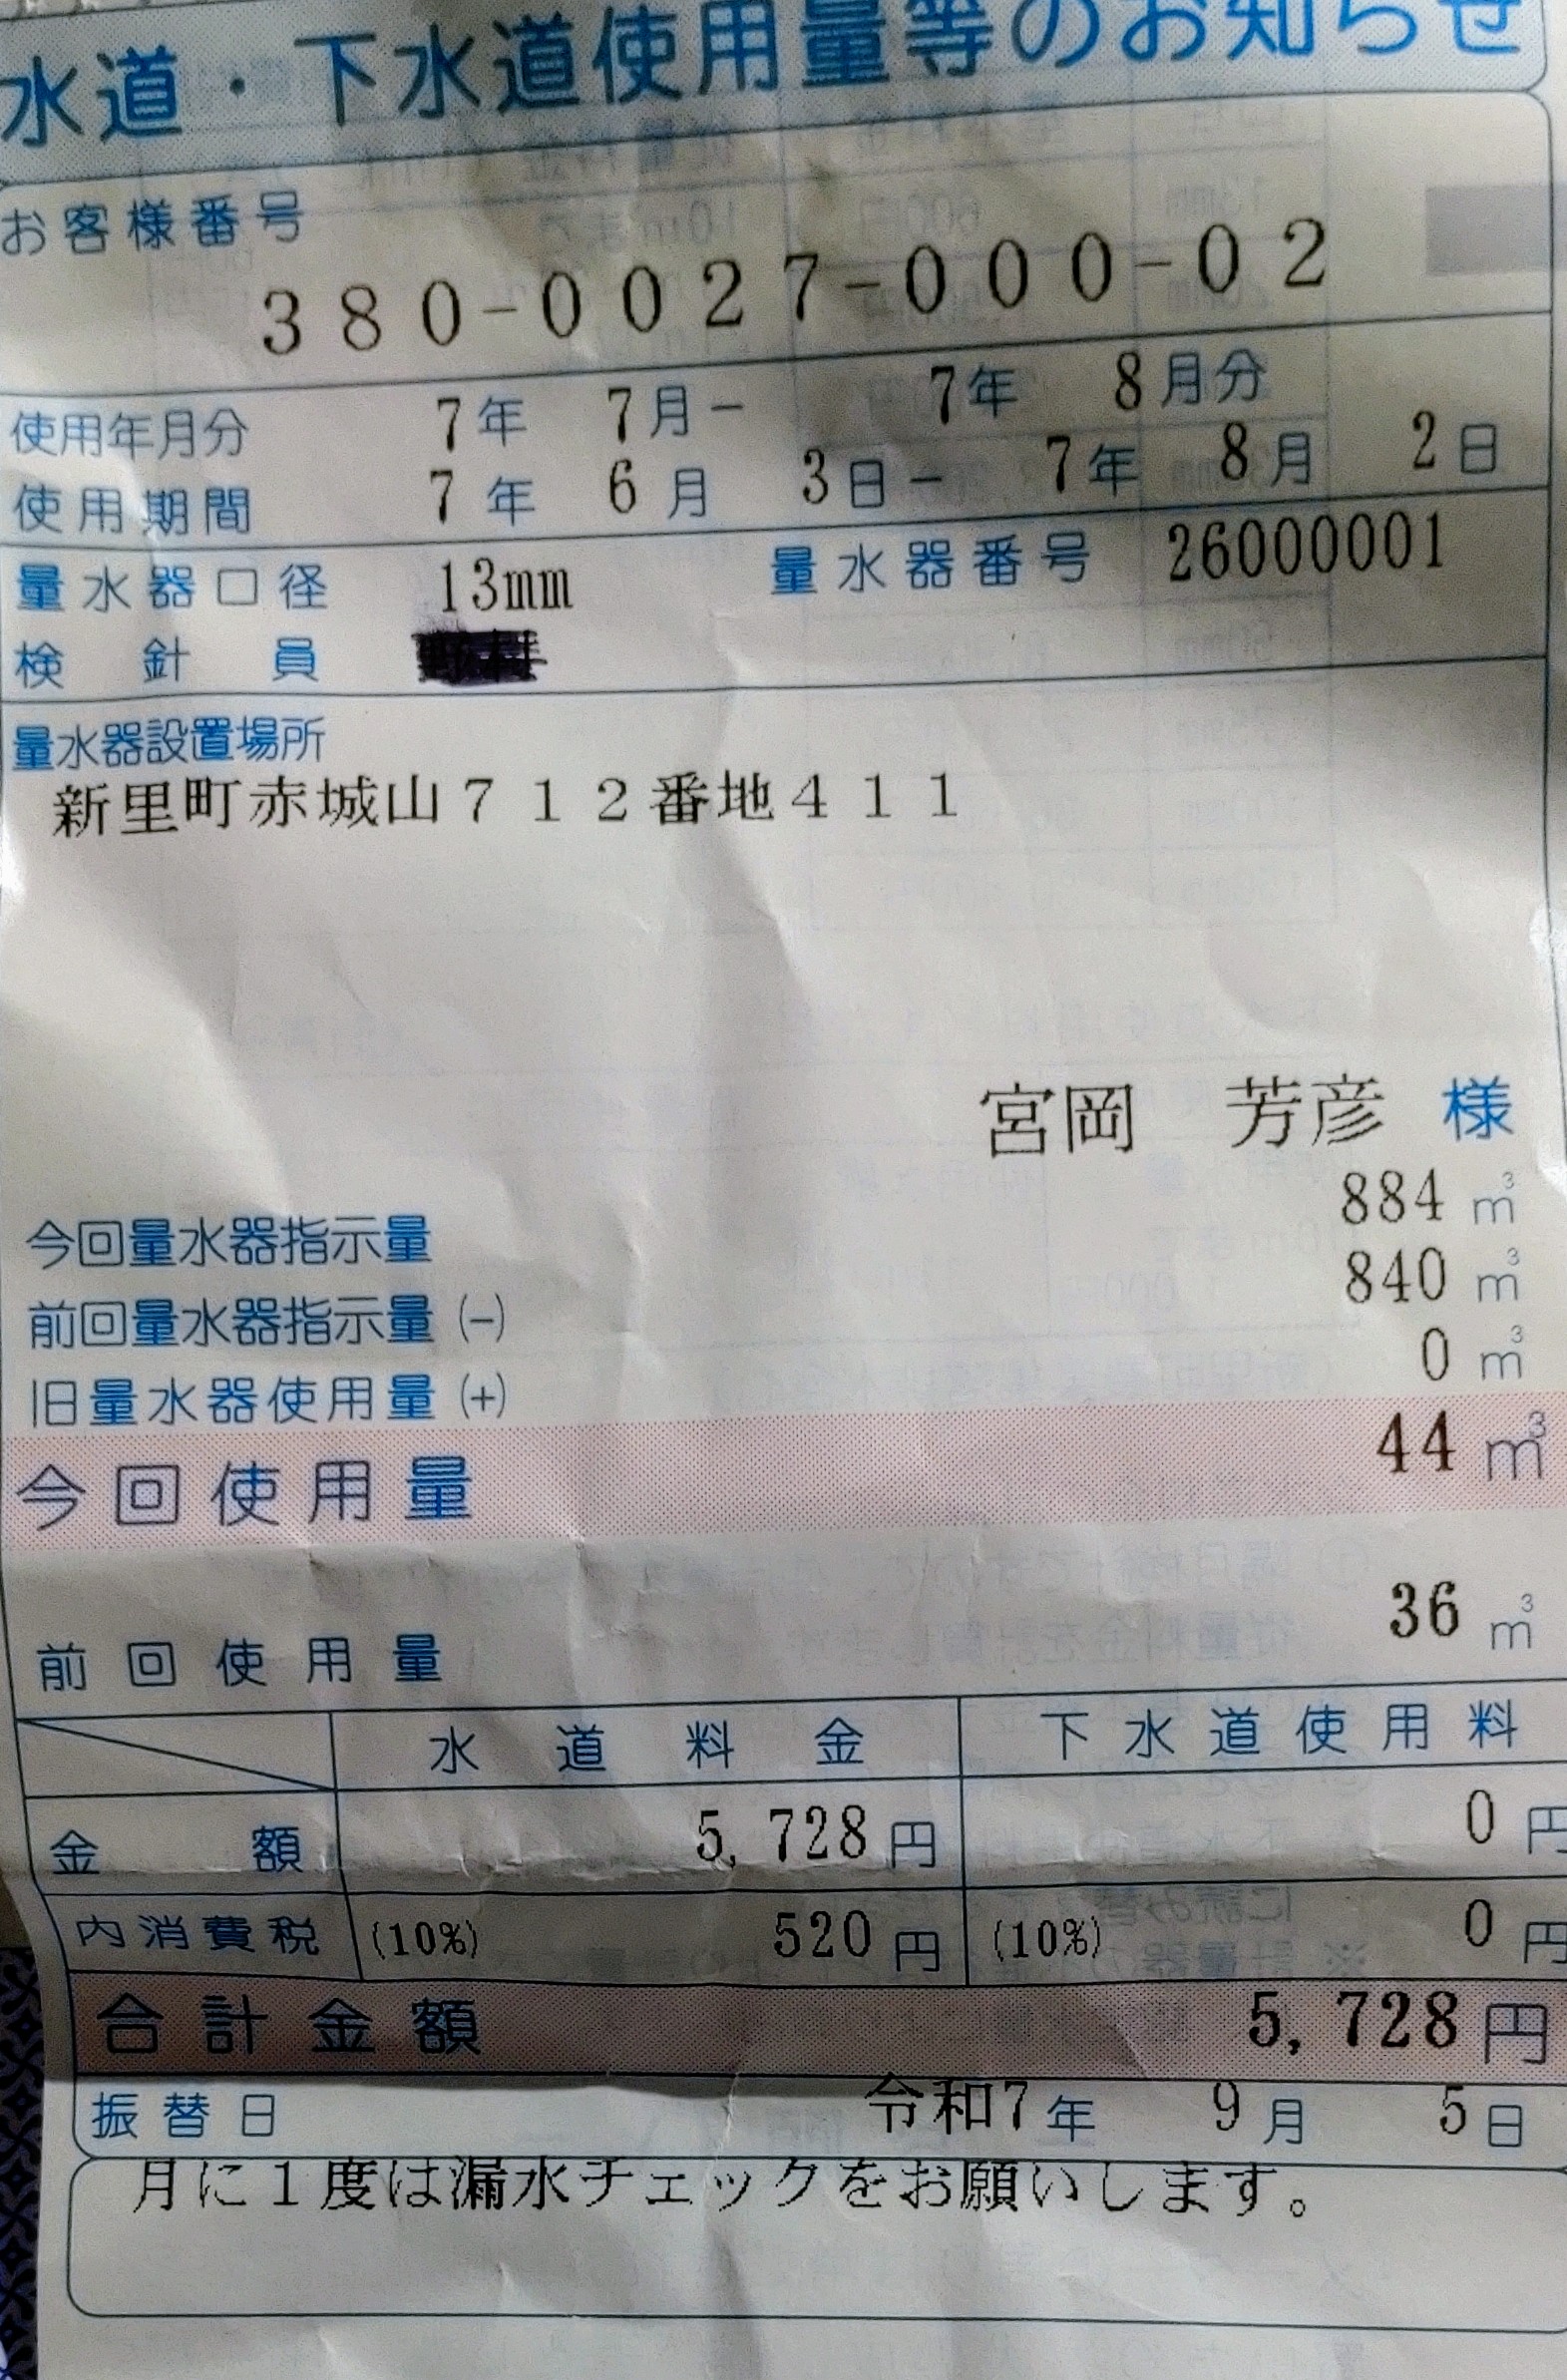 水道・下水道使用量等のお知らせ
お客様番号
380-0027-000-02
使用年月分 7年 7月- 7年 8月分
使用期間 7年 6月 3日- 7年 8月 2日
量水器口径 13mm 量水器番号 26000001
検針員
量水器設置場所
新里町赤城山712番地411
宮岡 芳彦 様
今回量水器指示量 884 m³
前回量水器指示量(-) 840 m³
旧量水器使用量(+) 0 m³
今回使用量 44 m³
前回使用量 36 m³
水道料金 下水道使用料
金額 5,728円 0円
内消費税 (10%) 520円 (10%) 0円
合計金額 5,728円
振替日 令和7年 9月 5日
月に1度は漏水チェックをお願いします。